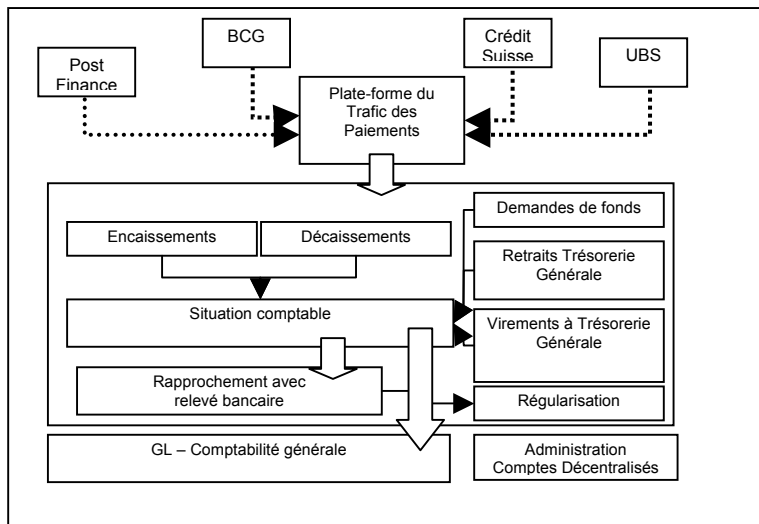 Post
Finance
BCG
Crédit
Suisse
UBS
Plate-forme du
Trafic des
Paiements
Encaissements
Décaissements
Demandes de fonds
Retraits Trésorerie
Générale
Situation comptable
Virements à Trésorerie
Générale
Rapprochement avec
relevé bancaire
Régularisation
GL – Comptabilité générale
Administration
Comptes Décentralisés